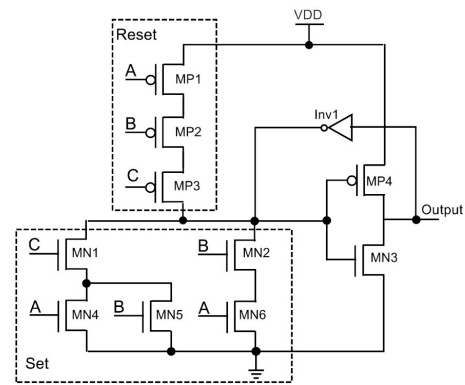 VDD
Reset
A
MP1
Inv1
B
MP2
C
MP3
MP4
Output
C
MN1
B
MN2
MN3
A
MN4
B
MN5
A
MN6
Set